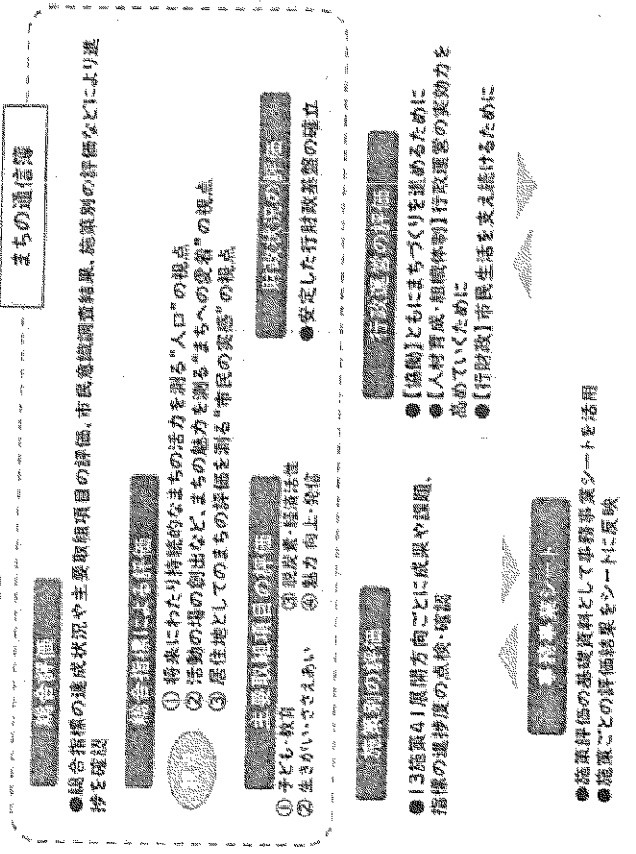 まちの通信簿
総合評価
●総合指標の達成状況や主要取組項目の評価、市民意識調査結果、施策別の評価などにより進
捗を確認
総合指標による評価
① 将来にわたり持続的なまちの活力を測る“人口”の視点
② 活動の場の創出など、まちの魅力を測る“まちへの愛着”の視点
③ 居住地としてのまちの評価を測る“市民の実感”の視点
主要取組項目の評価
① 子ども・教育
② 生きがい・ささえあい
③ 脱炭素・経済活性
④ 魅力向上・発信
財政状況の評価
●安定した行財政基盤の確立
施策別の評価
●13施策41展開方向ごとに成果や課題、
指標の進捗度の点検・確認
行政運営の評価
●【協働】ともにまちづくりを進めるために
●【人材育成・組織体制】行政運営の実効力を
高めていくために
●【行財政】市民生活を支え続けるために
事務事業シート
●施策評価の基礎資料として事務事業シートを活用
●施策ごとの評価結果をシートに反映